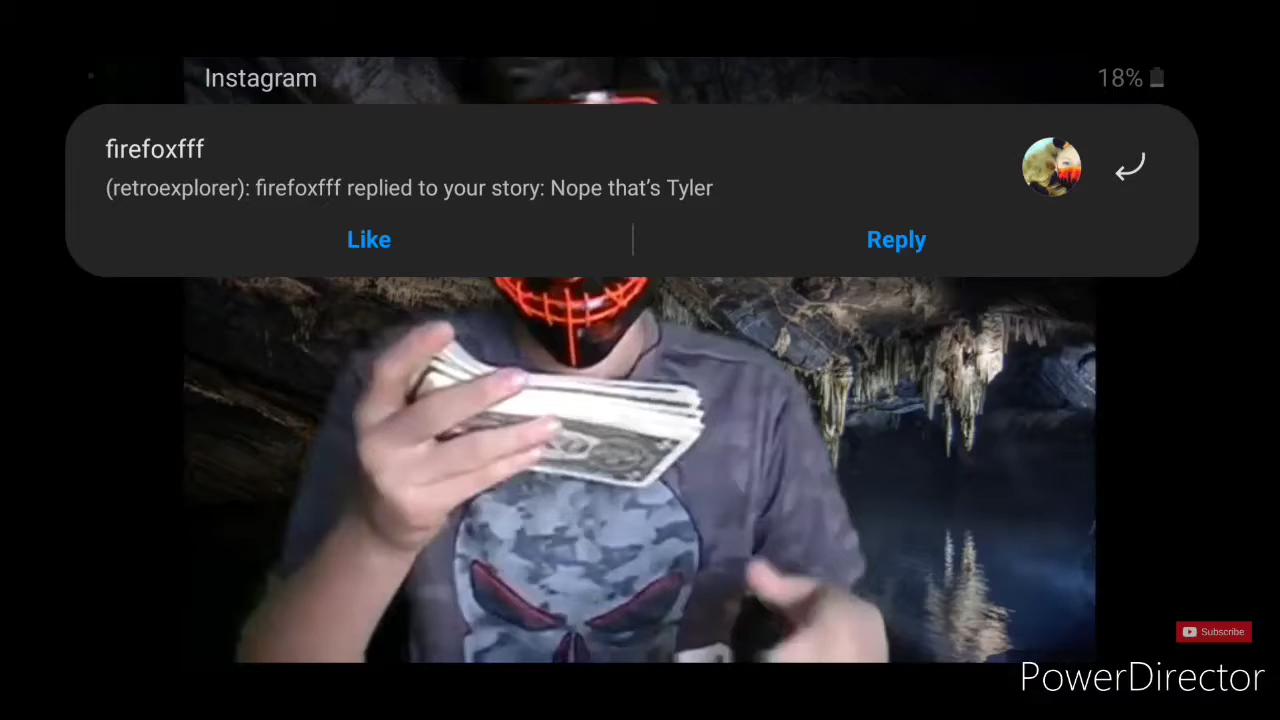 Instagram
18%
firefoxfff
(retroexplorer): firefoxfff replied to your story: Nope that's Tyler
Like
Reply
Subscribe
PowerDirector